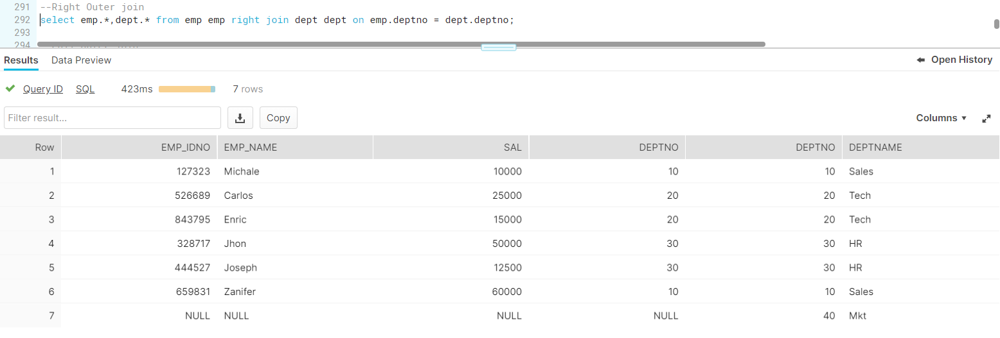 291 --Right Outer join
292 select emp.*,dept.* from emp emp right join dept dept on emp.deptno = dept.deptno;
293
294
Results Data Preview Open History
Query ID SQL 423ms 7 rows
Filter result... Copy Columns
Row EMP_IDNO EMP_NAME SAL DEPTNO DEPTNO DEPTNAME
1 127323 Michale 10000 10 10 Sales
2 526689 Carlos 25000 20 20 Tech
3 843795 Enric 15000 20 20 Tech
4 328717 Jhon 50000 30 30 HR
5 444527 Joseph 12500 30 30 HR
6 659831 Zanifer 60000 10 10 Sales
7 NULL NULL NULL NULL 40 Mkt